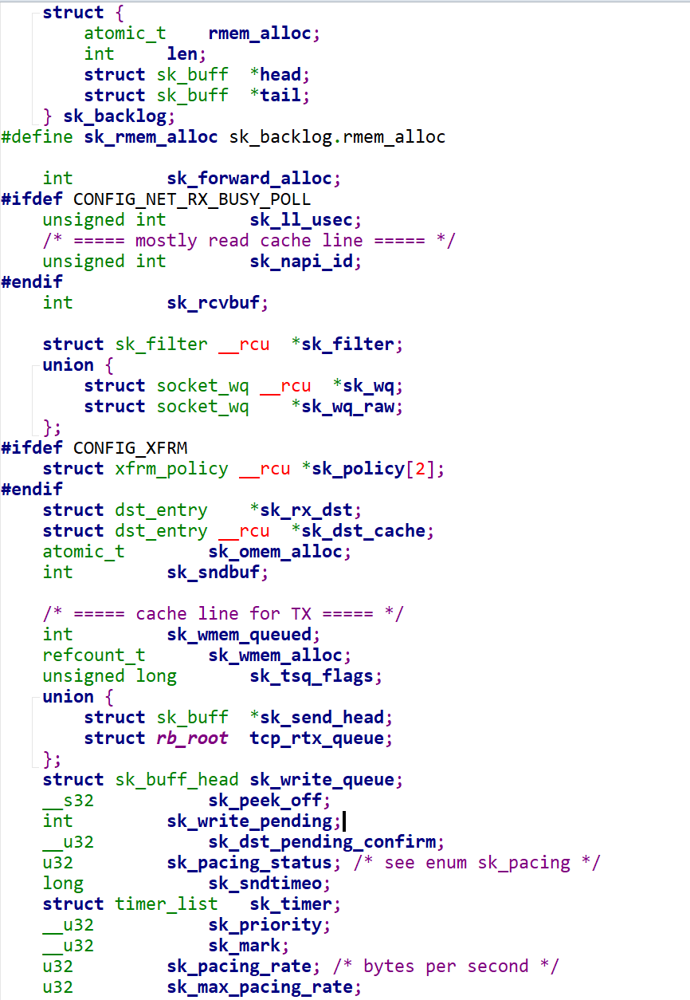 struct {
atomic_t rmem_alloc;
int len;
struct sk_buff *head;
struct sk_buff *tail;
} sk_backlog;
#define sk_rmem_alloc sk_backlog.rmem_alloc
int sk_forward_alloc;
#ifdef CONFIG_NET_RX_BUSY_POLL
unsigned int sk_ll_usec;
/* ===== mostly read cache line ===== */
unsigned int sk_napi_id;
#endif
int sk_rcvbuf;
struct sk_filter __rcu *sk_filter;
union {
struct socket_wq __rcu *sk_wq;
struct socket_wq *sk_wq_raw;
};
#ifdef CONFIG_XFRM
struct xfrm_policy __rcu *sk_policy[2];
#endif
struct dst_entry *sk_rx_dst;
struct dst_entry __rcu *sk_dst_cache;
atomic_t sk_omem_alloc;
int sk_sndbuf;
/* ===== cache line for TX ===== */
int sk_wmem_queued;
refcount_t sk_wmem_alloc;
unsigned long sk_tsq_flags;
union {
struct sk_buff *sk_send_head;
struct rb_root tcp_rtx_queue;
};
struct sk_buff_head sk_write_queue;
__s32 sk_peek_off;
int sk_write_pending;
__u32 sk_dst_pending_confirm;
u32 sk_pacing_status; /* see enum sk_pacing */
long sk_sndtimeo;
struct timer_list sk_timer;
__u32 sk_priority;
__u32 sk_mark;
u32 sk_pacing_rate; /* bytes per second */
u32 sk_max_pacing_rate;